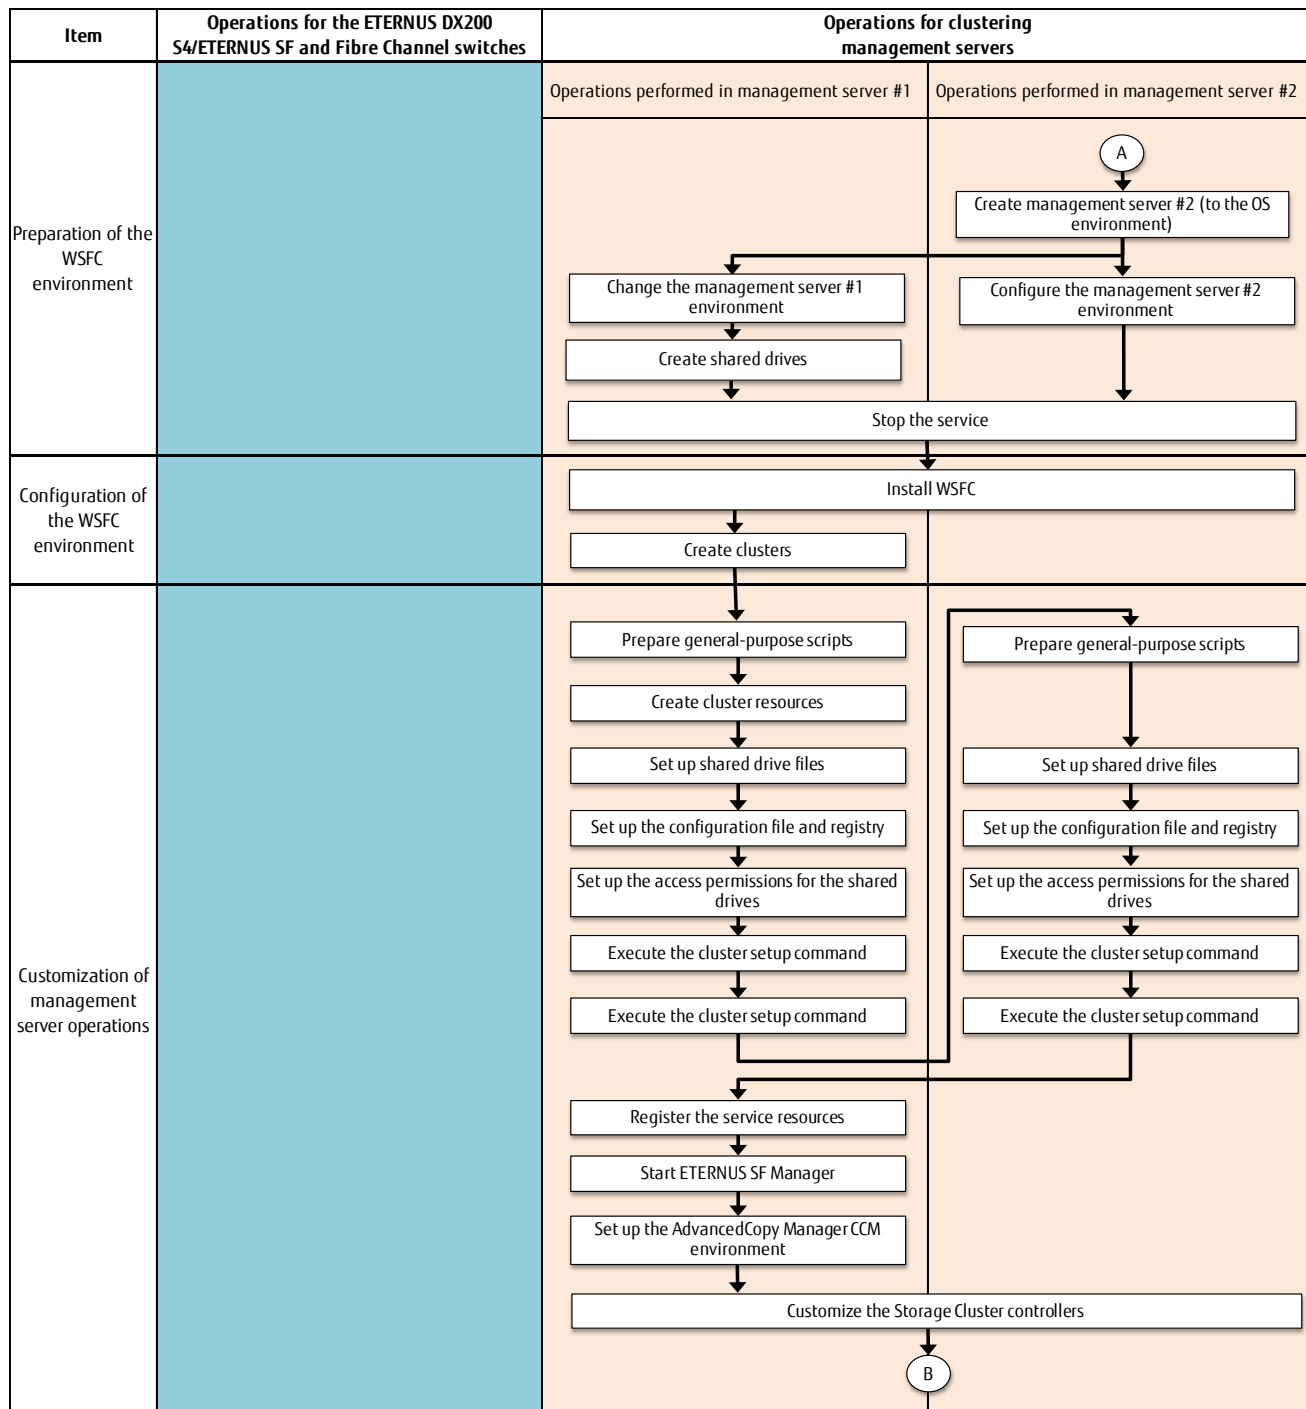 Item
Operations for the ETERNUS DX200
S4/ETERNUS SF and Fibre Channel switches
Operations for clustering
management servers
Operations performed in management server #1
Operations performed in management server #2
Preparation of the
WSFC
environment
A
Create management server #2 (to the OS
environment)
Change the management server #1
environment
Configure the management server #2
environment
Create shared drives
Stop the service
Configuration of
the WSFC
environment
Install WSFC
Create clusters
Customization of
management
server operations
Prepare general-purpose scripts
Create cluster resources
Set up shared drive files
Set up the configuration file and registry
Set up the access permissions for the shared
drives
Execute the cluster setup command
Execute the cluster setup command
Prepare general-purpose scripts
Set up shared drive files
Set up the configuration file and registry
Set up the access permissions for the shared
drives
Execute the cluster setup command
Execute the cluster setup command
Register the service resources
Start ETERNUS SF Manager
Set up the AdvancedCopy Manager CCM
environment
Customize the Storage Cluster controllers
B